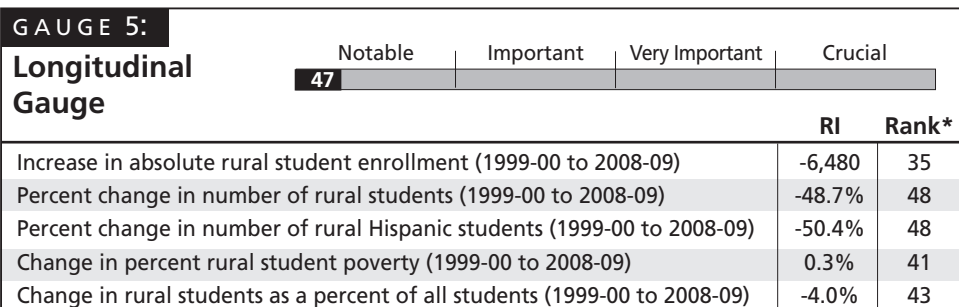 GAUGE 5:
Longitudinal
Gauge
Notable Important Very Important Crucial
47
RI Rank*
Increase in absolute rural student enrollment (1999-00 to 2008-09) -6,480 35
Percent change in number of rural students (1999-00 to 2008-09) -48.7% 48
Percent change in number of rural Hispanic students (1999-00 to 2008-09) -50.4% 48
Change in percent rural student poverty (1999-00 to 2008-09) 0.3% 41
Change in rural students as a percent of all students (1999-00 to 2008-09) -4.0% 43